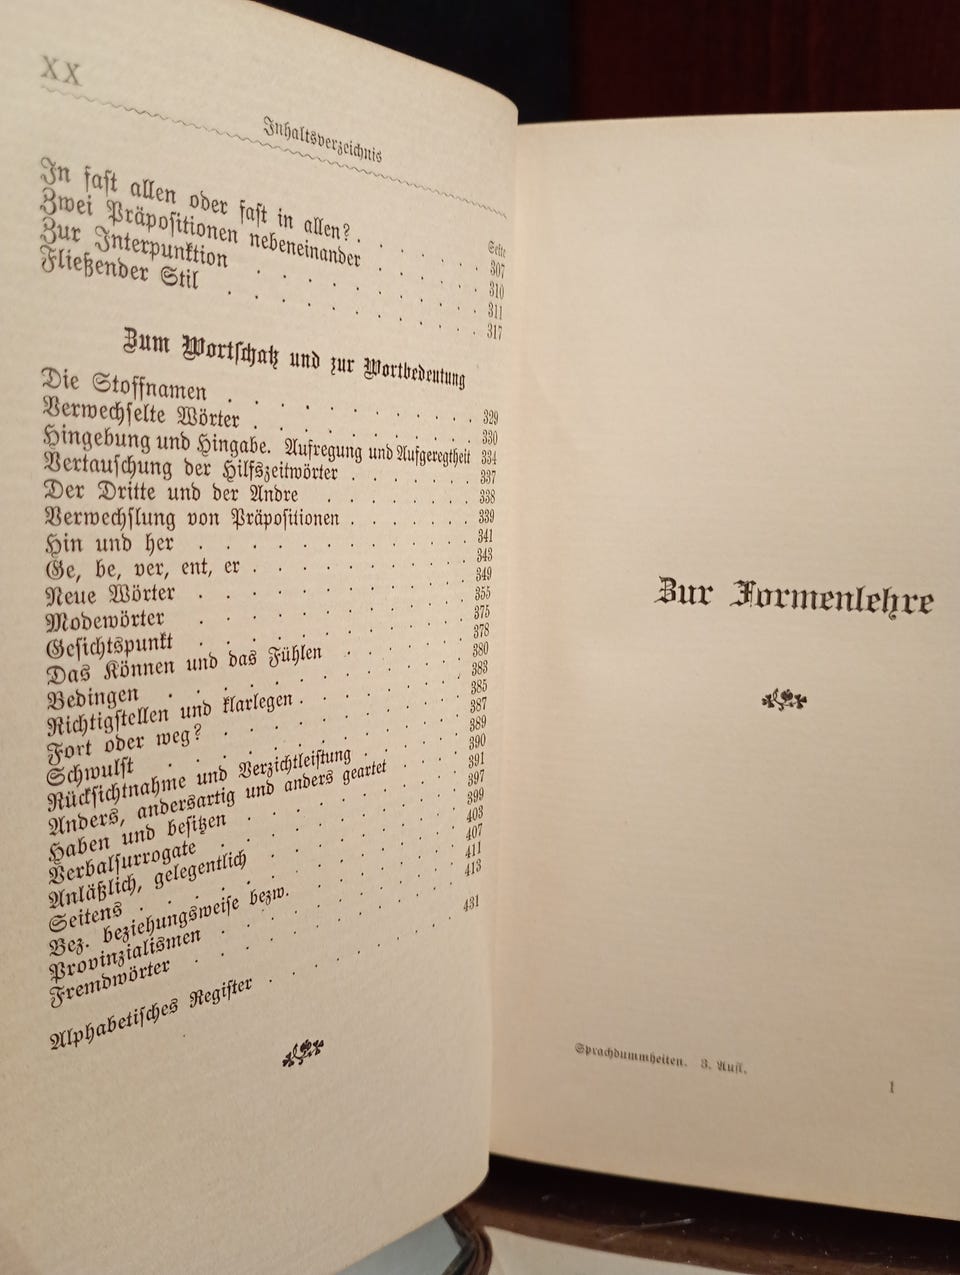 XX
Inhaltsverzeichnis
Seite
In fast allen oder fast in allen? . . . . . . 307
Zwei Präpositionen nebeneinander . . . . . . 310
Zur Interpunktion . . . . . . . . . 311
Fließender Stil . . . . . . . . . 317
Zum Wortschatz und zur Wortbedeutung
Die Stoffnamen . . . . . . . . . . 329
Verwechselte Wörter . . . . . . . . . 330
Hingebung und Hingabe. Aufregung und Aufgeregtheit 334
Vertauschung der Hilfszeitwörter . . . . . . 337
Der Dritte und der Andre . . . . . . . 338
Verwechslung von Präpositionen . . . . . . 339
Hin und her . . . . . . . . . . . 341
Ge, be, ver, ent, er . . . . . . . . . 343
Neue Wörter . . . . . . . . . . . 349
Modewörter . . . . . . . . . . . 355
Gesichtspunkt . . . . . . . . . . . 375
Das Können und das Fühlen . . . . . . 378
Bedingen . . . . . . . . . . . . 380
Richtigstellen und klarlegen . . . . . . . 383
Fort oder weg? . . . . . . . . . . 385
Schwulst . . . . . . . . . . . . 387
Rücksichtnahme und Verzichtleistung . . . . . 389
Anders, andersartig und anders geartet . . . . 390
Haben und besitzen . . . . . . . . . 391
Verbalsurrogate . . . . . . . . . . 397
Anläßlich, gelegentlich . . . . . . . . 399
Seitens . . . . . . . . . . . . . 403
Bez. beziehungsweise bezw. . . . . . . . 407
Provinzialismen . . . . . . . . . . 411
Fremdwörter . . . . . . . . . . . 413
Alphabetisches Register . . . . . . . . 431
Zur Formenlehre
Sprachdummheiten. 3. Aufl.
1